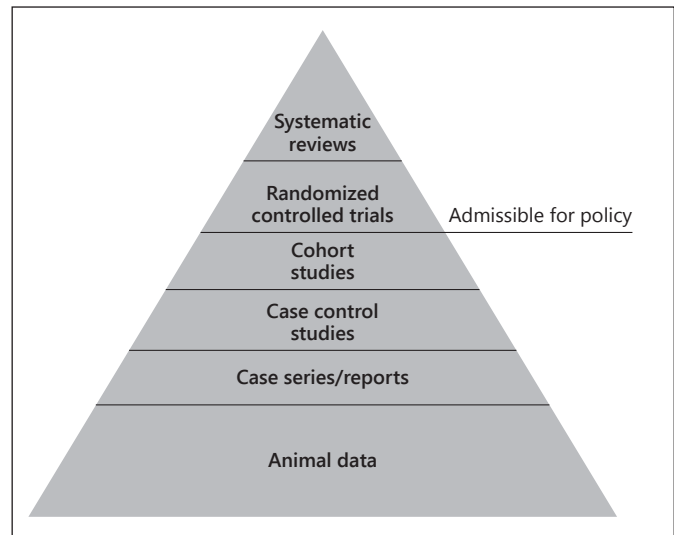 Systematic
reviews
Randomized
controlled trials
Admissible for policy
Cohort
studies
Case control
studies
Case series/reports
Animal data